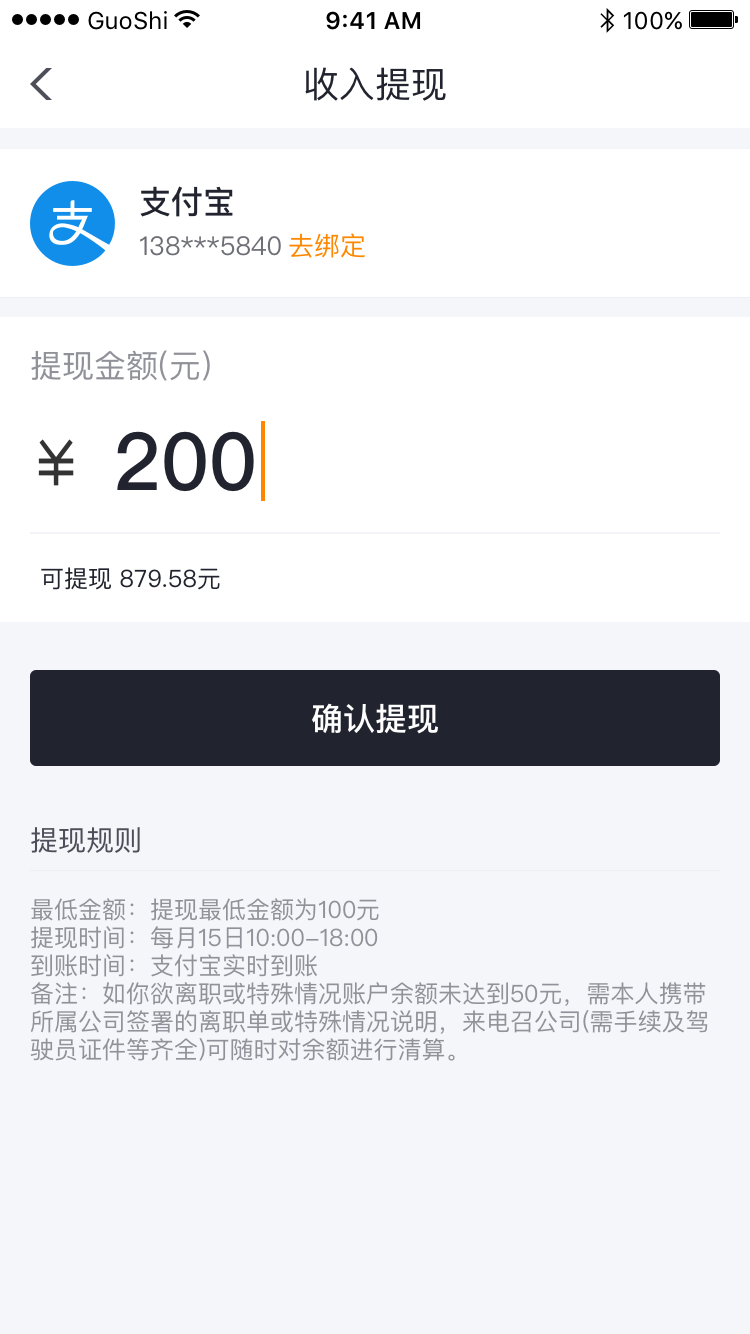 GuoShi 9:41 AM 100%
收入提现
支
支付宝
138***5840 去绑定
提现金额(元)
¥ 200
可提现 879.58元
确认提现
提现规则
最低金额：提现最低金额为100元
提现时间：每月15日10:00–18:00
到账时间：支付宝实时到账
备注：如你欲离职或特殊情况账户余额未达到50元，需本人携带
所属公司签署的离职单或特殊情况说明，来电召公司(需手续及驾
驶员证件等齐全)可随时对余额进行清算。